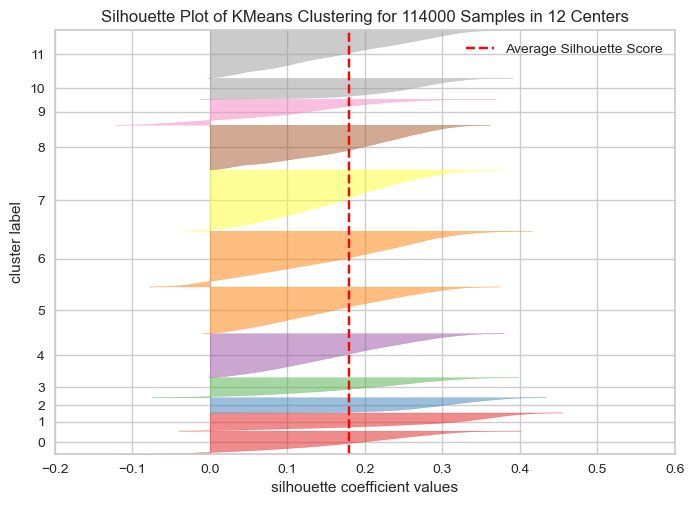 Silhouette Plot of KMeans Clustering for 114000 Samples in 12 Centers
Average Silhouette Score
cluster label
11
10
9
8
7
6
5
4
3
2
1
0
−0.2 −0.1 0.0 0.1 0.2 0.3 0.4 0.5 0.6
silhouette coefficient values